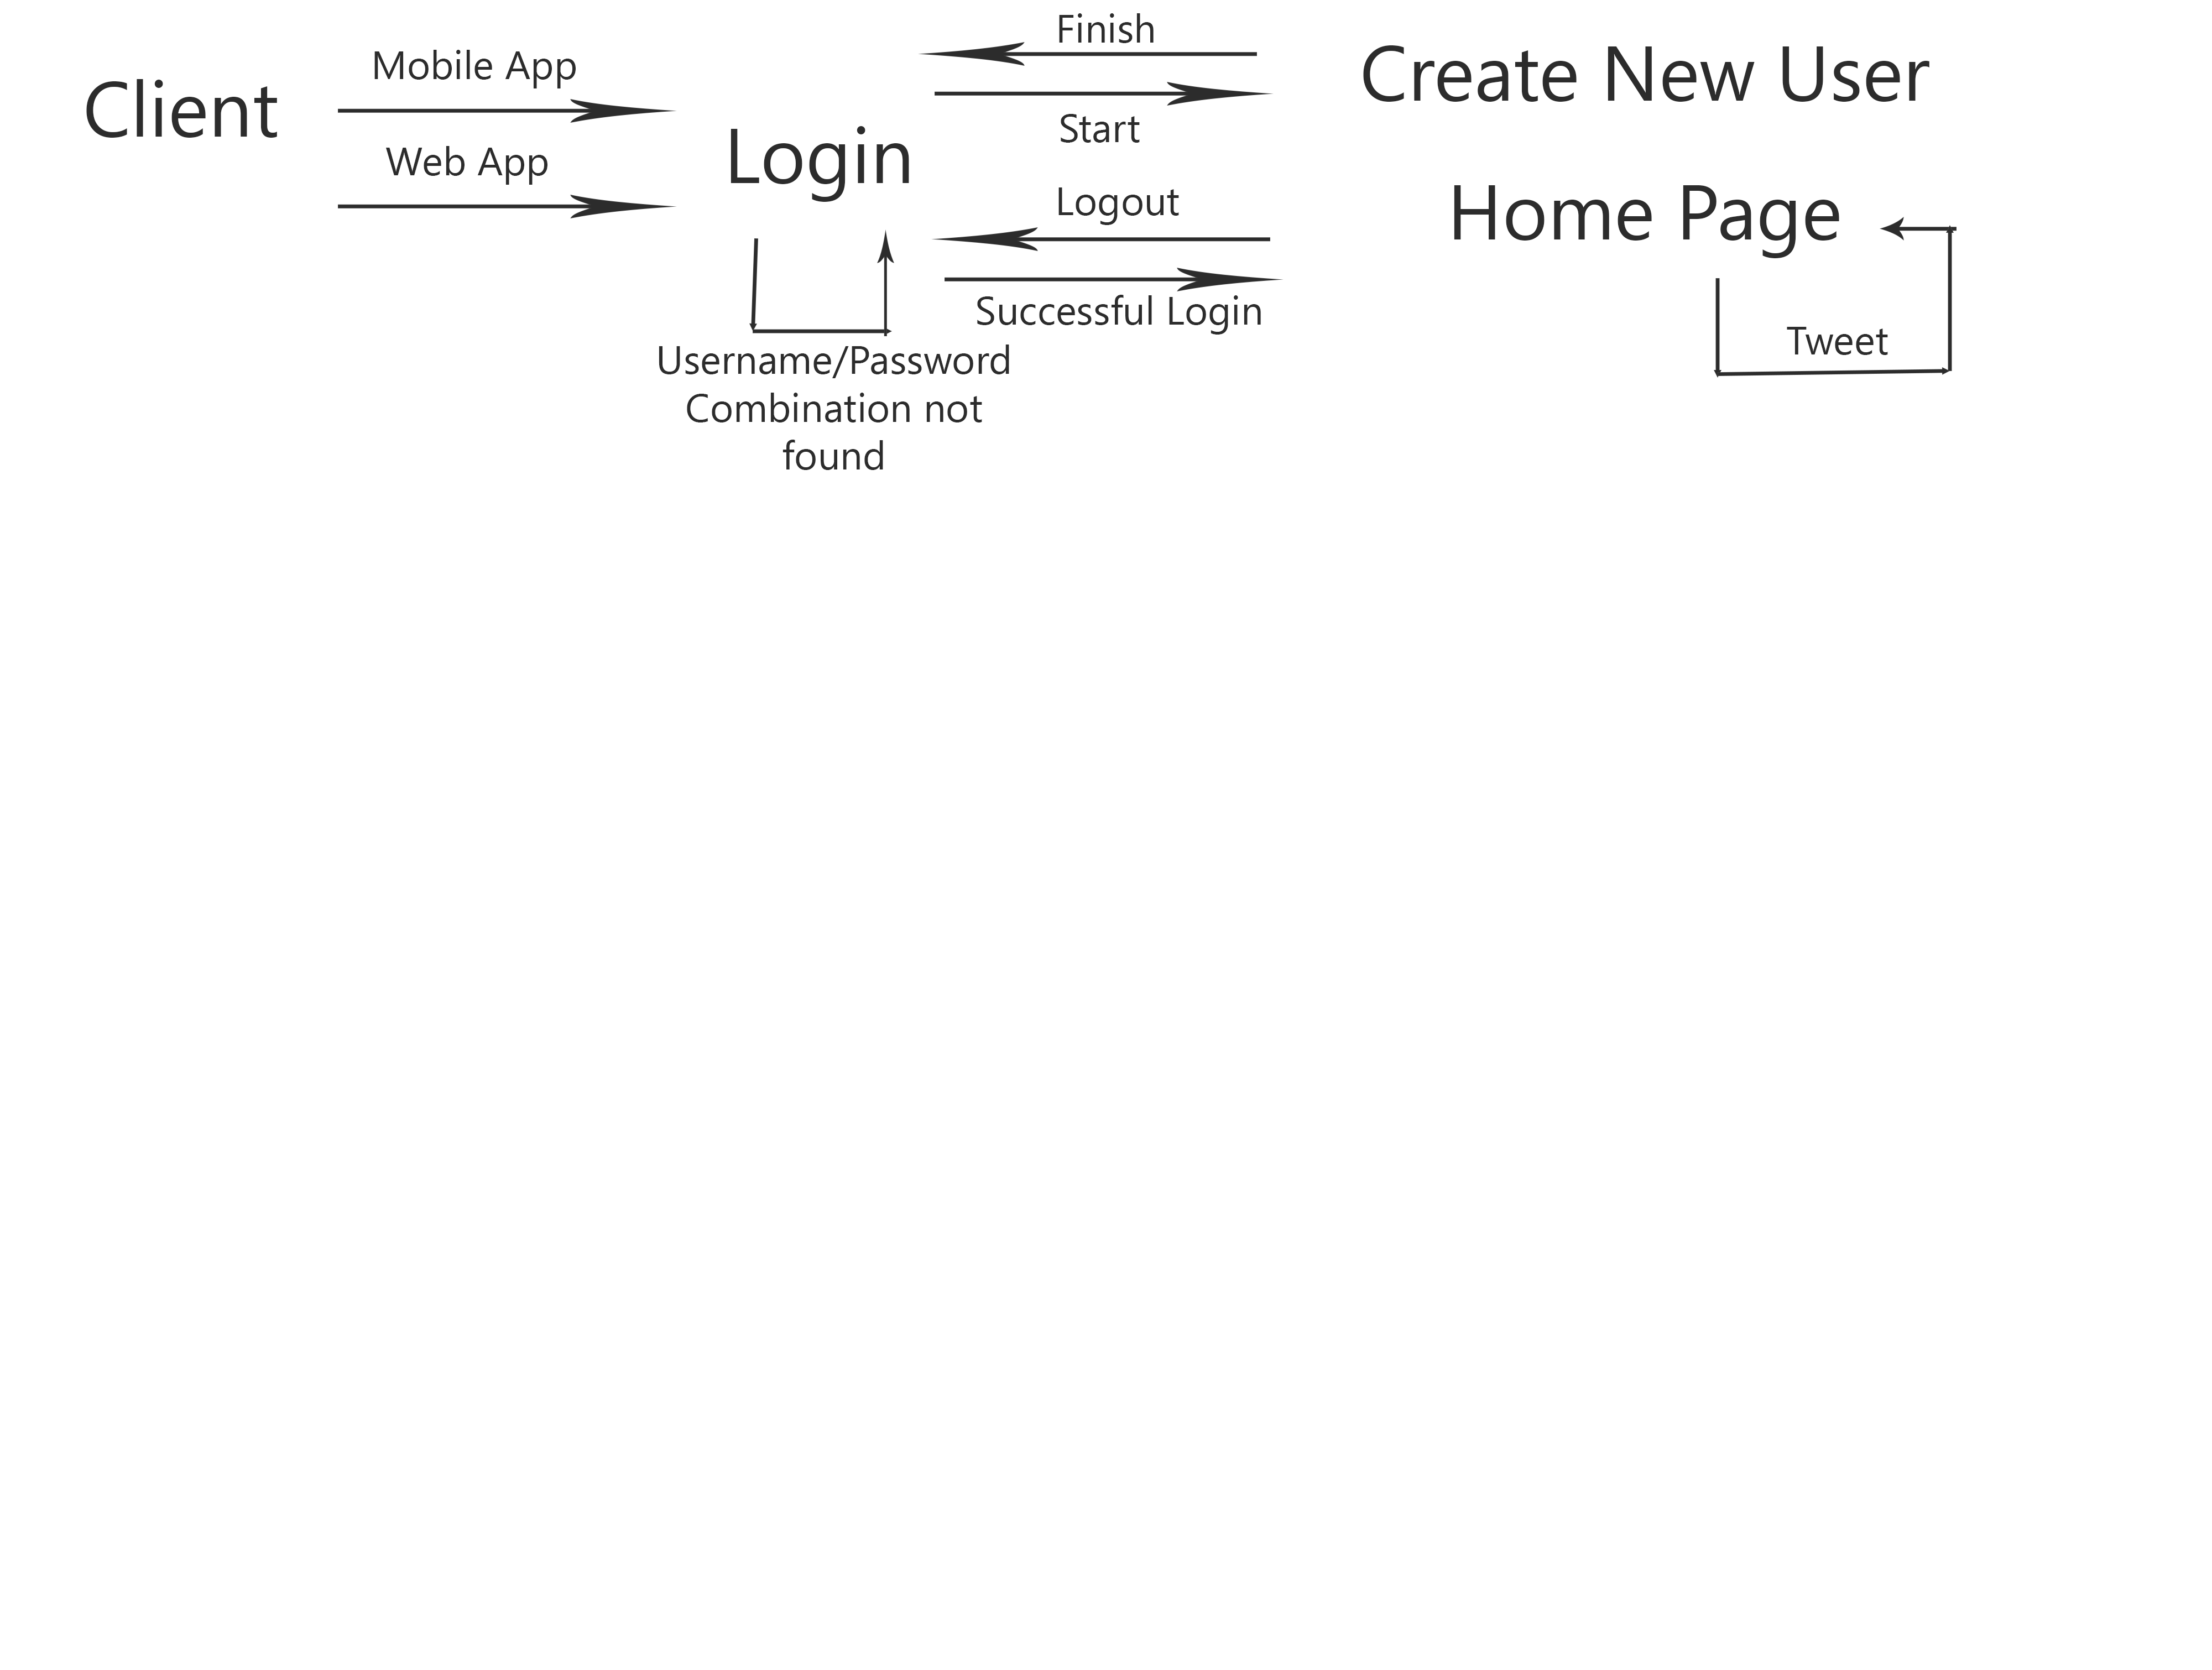 Client
Mobile App
Web App
Login
Finish
Start
Create New User
Logout
Successful Login
Home Page
Tweet
Username/Password
Combination not
found